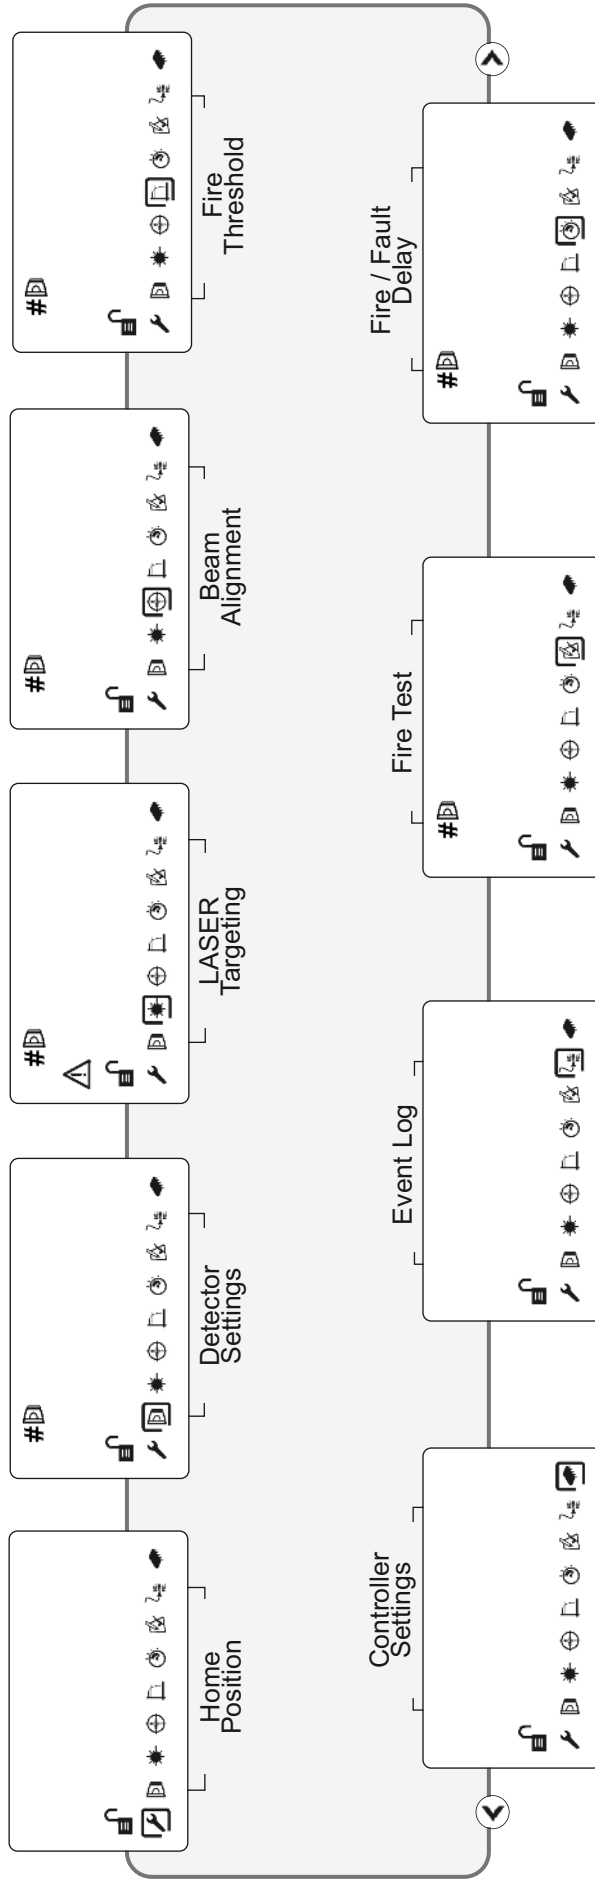 Home
Position
Detector
Settings
#
LASER
Targeting
#
Beam
Alignment
#
Fire
Threshold
#
Controller
Settings
Event Log
Fire Test
#
Fire / Fault
Delay
#